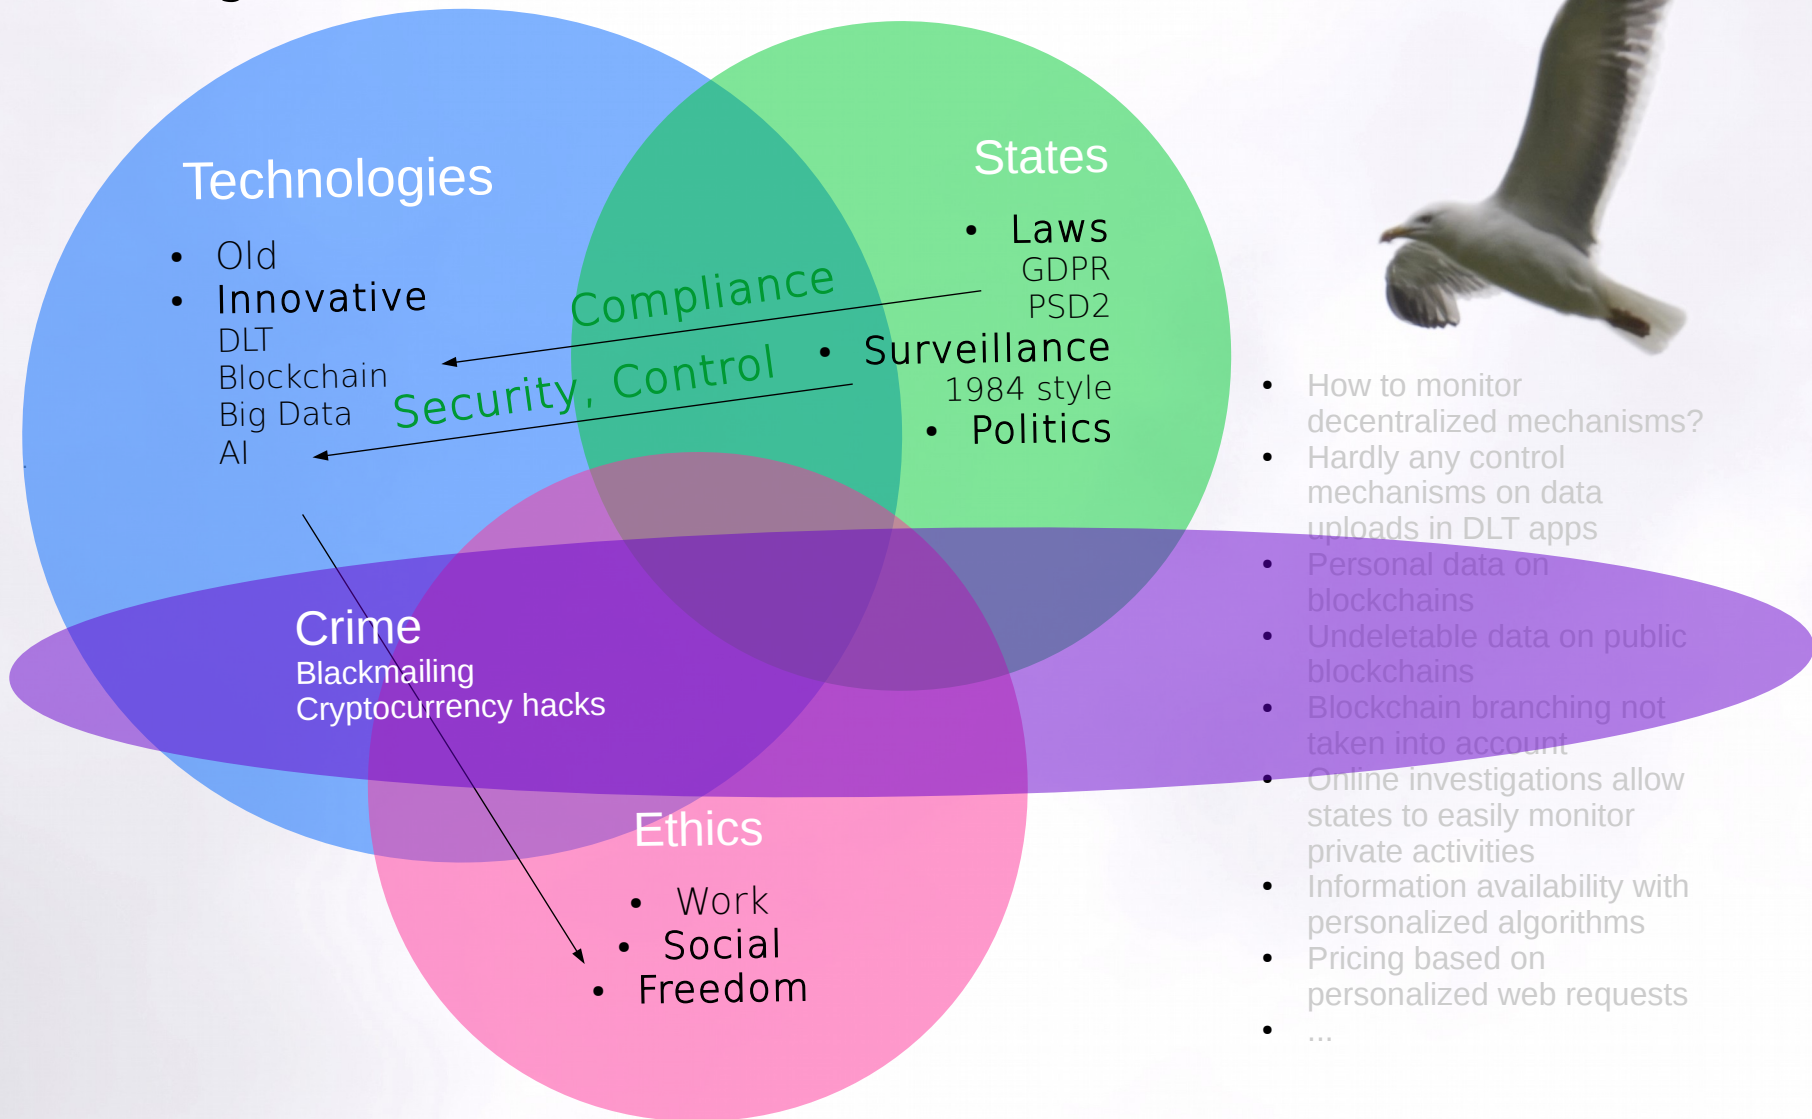 Technologies
• Old
• Innovative
DLT
Blockchain
Big Data
AI
States
• Laws
GDPR
PSD2
• Surveillance
1984 style
• Politics
Compliance
Security, Control
Crime
Blackmailing
Cryptocurrency hacks
Ethics
• Work
• Social
• Freedom
• How to monitor
decentralized mechanisms?
• Hardly any control
mechanisms on data
uploads in DLT apps
• Personal data on
blockchains
• Undeletable data on public
blockchains
• Blockchain branching not
taken into account
• Online investigations allow
states to easily monitor
private activities
• Information availability with
personalized algorithms
• Pricing based on
personalized web requests
• ...